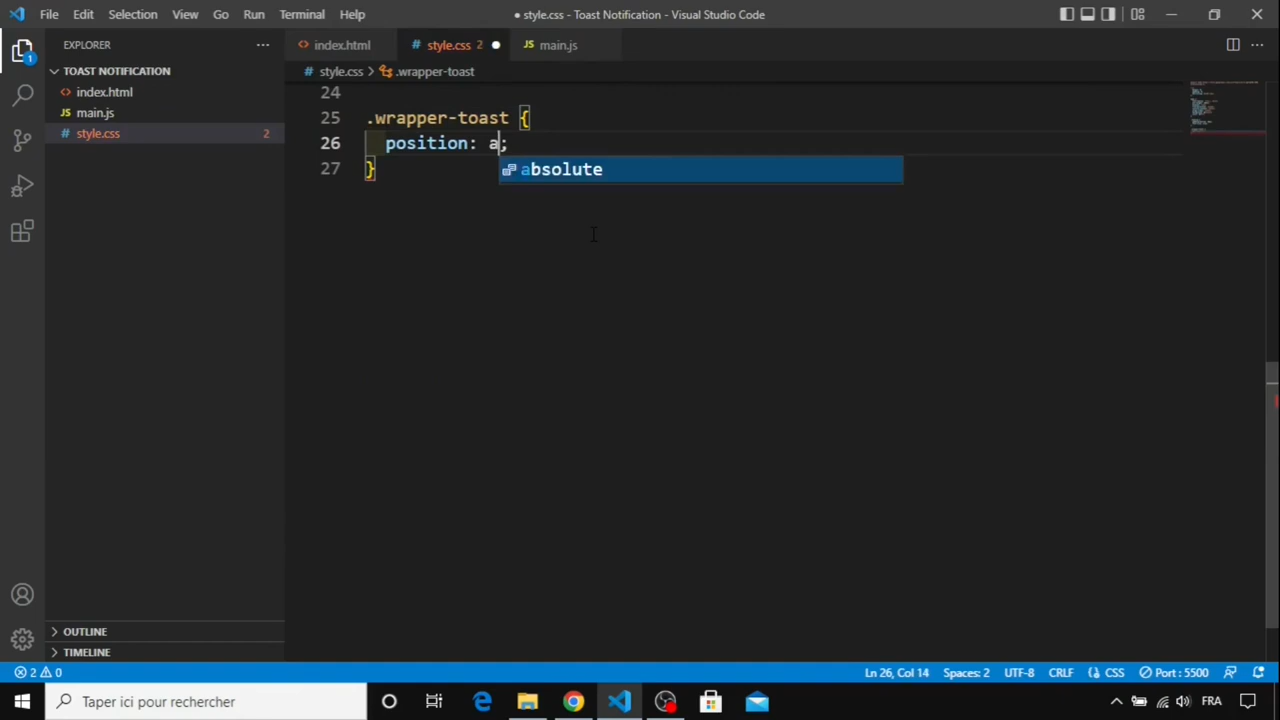 File Edit Selection View Go Run Terminal Help
● style.css - Toast Notification - Visual Studio Code
EXPLORER
index.html
# style.css 2
JS main.js
TOAST NOTIFICATION
# style.css > .wrapper-toast
<> index.html
JS main.js
# style.css 2
24
25 .wrapper-toast {
26 position: a;
27 }
absolute
1
OUTLINE
TIMELINE
2 0
Ln 26, Col 14 Spaces: 2 UTF-8 CRLF CSS Port : 5500
Taper ici pour rechercher
FRA